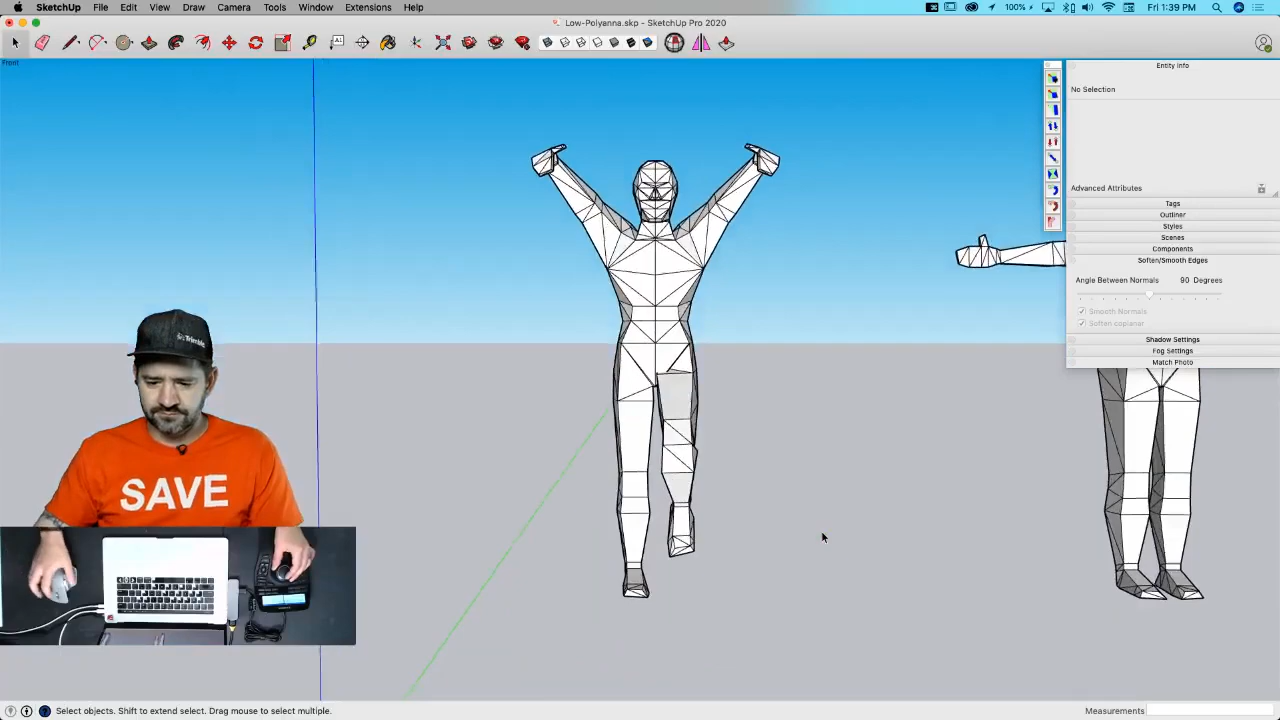 SketchUp File Edit View Draw Camera Tools Window Extensions Help
100% Fri 1:39 PM
Low-Polyanna.skp - SketchUp Pro 2020
Front
Entity Info
No Selection
Advanced Attributes
Tags
Outliner
Styles
Scenes
Components
Soften/Smooth Edges
Angle Between Normals 90 Degrees
Smooth Normals
Soften coplanar
Shadow Settings
Fog Settings
Match Photo
Trimble
SAVE
Select objects. Shift to extend select. Drag mouse to select multiple.
Measurements